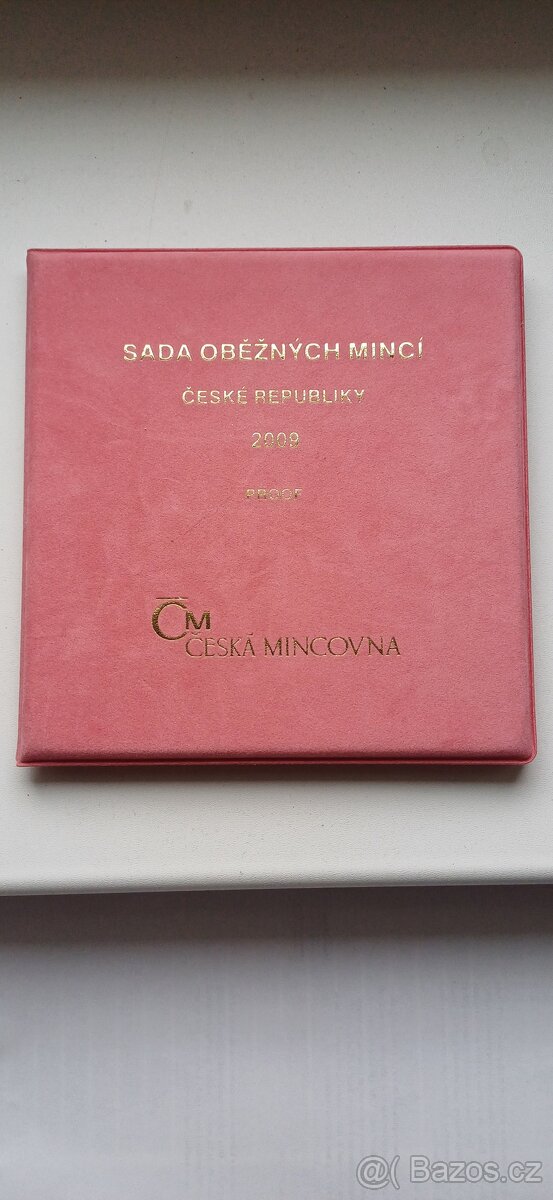 SADA OBĚŽNÝCH MINCÍ
ČESKÉ REPUBLIKY
2009
PROOF
ČM
ČESKÁ MINCOVNA
@( Bazos.cz